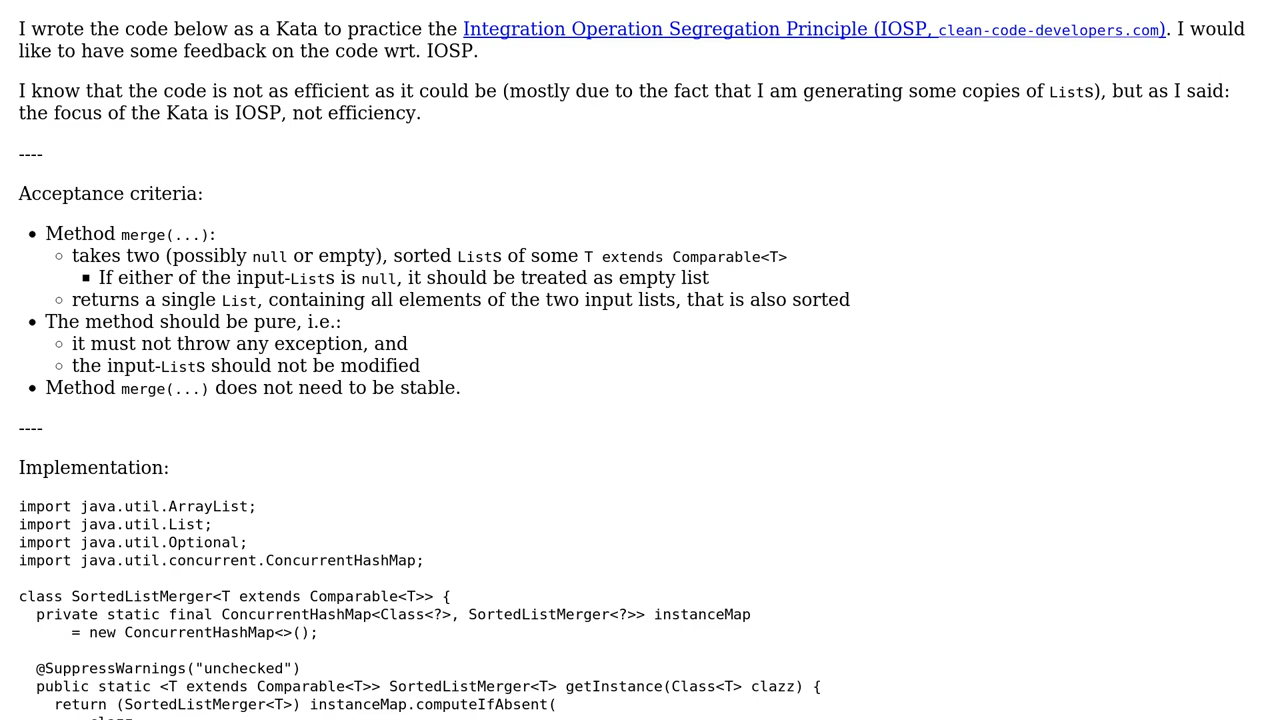 I wrote the code below as a Kata to practice the Integration Operation Segregation Principle (IOSP, clean-code-developers.com). I would
like to have some feedback on the code wrt. IOSP.
I know that the code is not as efficient as it could be (mostly due to the fact that I am generating some copies of Lists), but as I said:
the focus of the Kata is IOSP, not efficiency.
----
Acceptance criteria:
• Method merge(...):
◦ takes two (possibly null or empty), sorted Lists of some T extends Comparable<T>
▪ If either of the input-Lists is null, it should be treated as empty list
◦ returns a single List, containing all elements of the two input lists, that is also sorted
• The method should be pure, i.e.:
◦ it must not throw any exception, and
◦ the input-Lists should not be modified
• Method merge(...) does not need to be stable.
----
Implementation:
import java.util.ArrayList;
import java.util.List;
import java.util.Optional;
import java.util.concurrent.ConcurrentHashMap;
class SortedListMerger<T extends Comparable<T>> {
  private static final ConcurrentHashMap<Class<?>, SortedListMerger<?>> instanceMap
      = new ConcurrentHashMap<>();
  @SuppressWarnings("unchecked")
  public static <T extends Comparable<T>> SortedListMerger<T> getInstance(Class<T> clazz) {
    return (SortedListMerger<T>) instanceMap.computeIfAbsent(